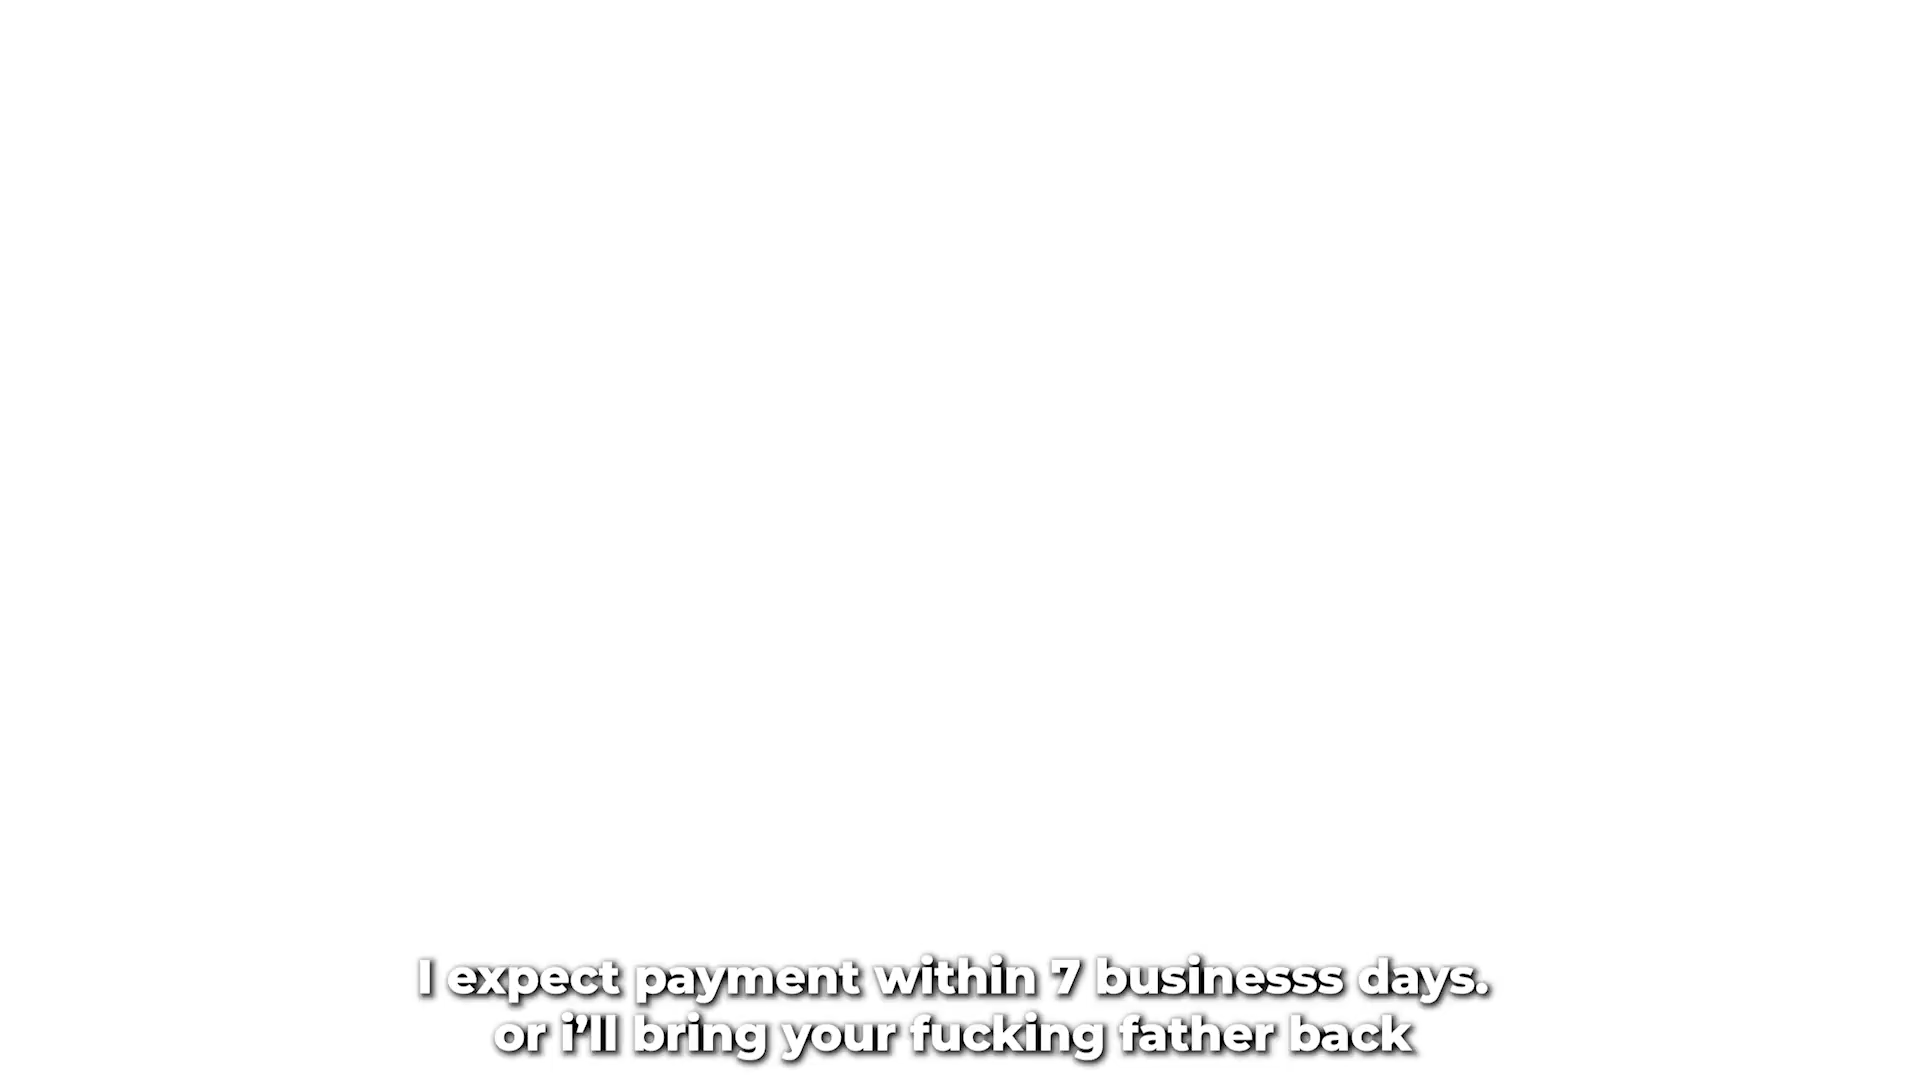 I expect payment within 7 businesss days.
or i’ll bring your fucking father back